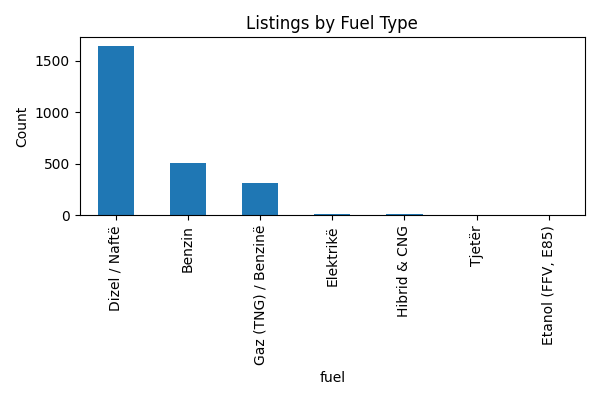 Listings by Fuel Type
Count
1500
1000
500
0
Dizel / Naftë
Benzin
Gaz (TNG) / Benzinë
Elektrikë
Hibrid & CNG
Tjetër
Etanol (FFV, E85)
fuel